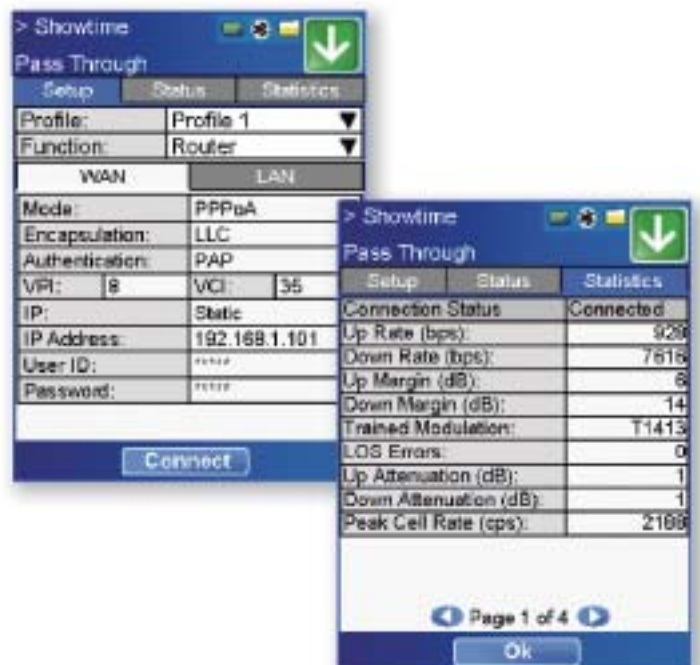 > Showtime
Pass Through
Setup Status Statistics
Profile: Profile 1
Function: Router
WAN LAN
Mode: PPPoA
Encapsulation: LLC
Authentication: PAP
VPI: 8 VCI: 35
IP: Static
IP Address: 192.168.1.101
User ID: *****
Password: *****
Connect
> Showtime
Pass Through
Setup Status Statistics
Connection Status Connected
Up Rate (bps): 928
Down Rate (bps): 7616
Up Margin (dB): 6
Down Margin (dB): 14
Trained Modulation: T1413
LOS Errors: 0
Up Attenuation (dB): 1
Down Attenuation (dB): 1
Peak Cell Rate (cps): 2188
Page 1 of 4
Ok